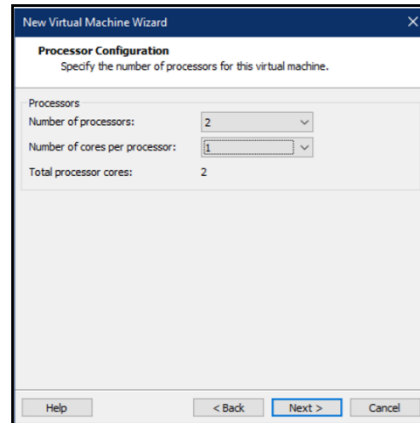 New Virtual Machine Wizard
Processor Configuration
Specify the number of processors for this virtual machine.
Processors
Number of processors: 2
Number of cores per processor: 1
Total processor cores: 2
Help < Back Next > Cancel